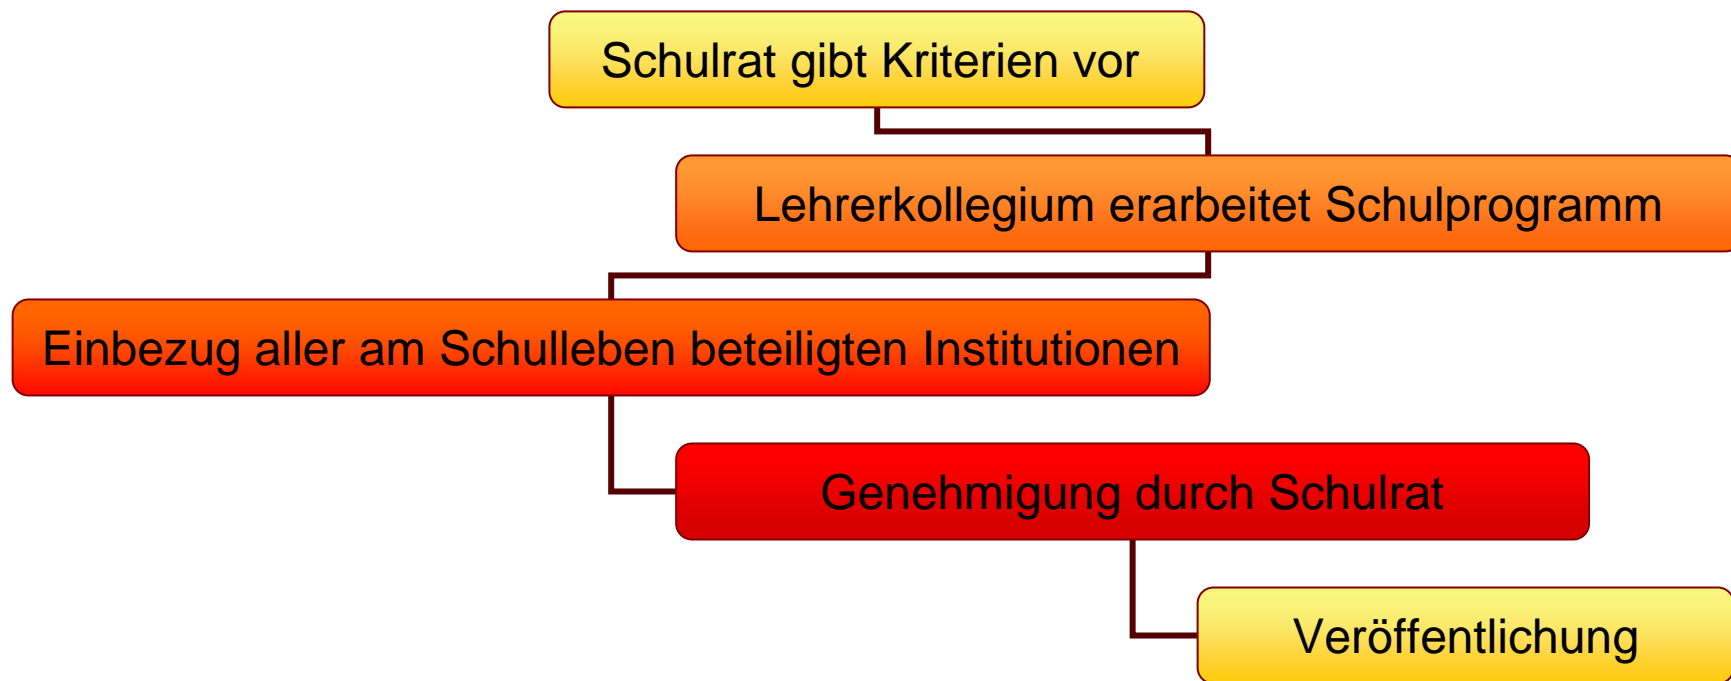 Schulrat gibt Kriterien vor
Lehrerkollegium erarbeitet Schulprogramm
Einbezug aller am Schulleben beteiligten Institutionen
Genehmigung durch Schulrat
Veröffentlichung